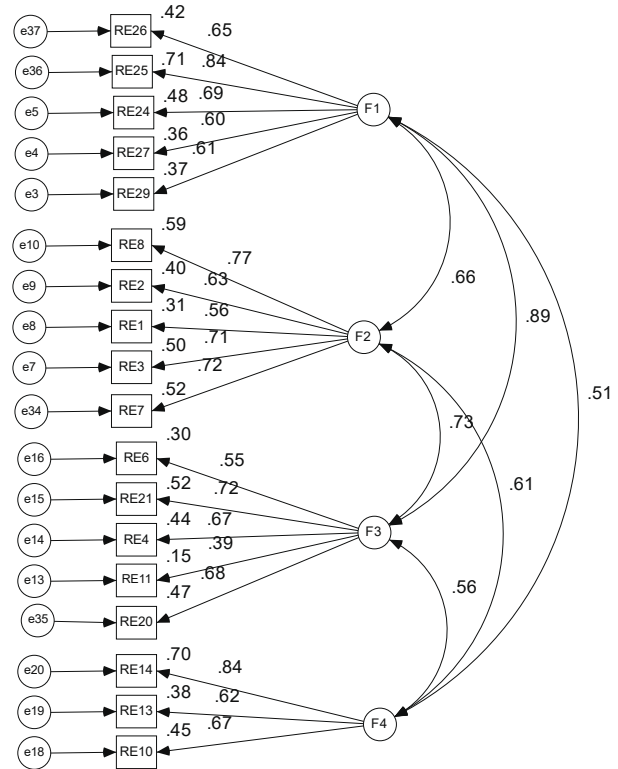 .42
e37 RE26 .65
.71 .84
e36 RE25
.48 .69 F1
e5 RE24
.36 .60
e4 RE27 .61
.37
e3 RE29
.59
e10 RE8 .77
.40 .63 .66
e9 RE2
.31 .56 .89
e8 RE1 F2
.50 .71
e7 RE3 .72
.52 .51
e34 RE7
.30 .73
e16 RE6 .55
.52 .72 .61
e15 RE21
.44 .67 F3
e14 RE4 .39
.15
e13 RE11 .68 .56
.47
e35 RE20
.70
e20 RE14 .84
.38 .62
e19 RE13 F4
.45 .67
e18 RE10